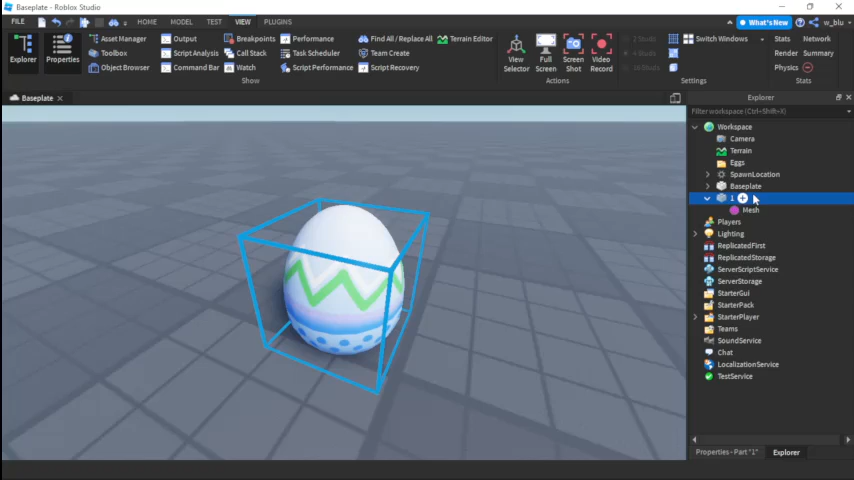 Baseplate - Roblox Studio
FILE HOME MODEL TEST VIEW PLUGINS What's New w_blu
Explorer
Properties
Asset Manager
Toolbox
Object Browser
Output
Script Analysis
Command Bar
Breakpoints
Call Stack
Watch
Performance
Task Scheduler
Script Performance
Find All / Replace All
Team Create
Script Recovery
Terrain Editor
Show
View Selector
Full Screen
Screen Shot
Video Record
Actions
2 Studs
4 Studs
16 Studs
Switch Windows
Settings
Stats Network
Render Summary
Physics
Stats
Baseplate
Explorer
Filter workspace (Ctrl+Shift+X)
Workspace
Camera
Terrain
Eggs
SpawnLocation
Baseplate
1
Mesh
Players
Lighting
ReplicatedFirst
ReplicatedStorage
ServerScriptService
ServerStorage
StarterGui
StarterPack
StarterPlayer
Teams
SoundService
Chat
LocalizationService
TestService
Properties - Part "1" Explorer